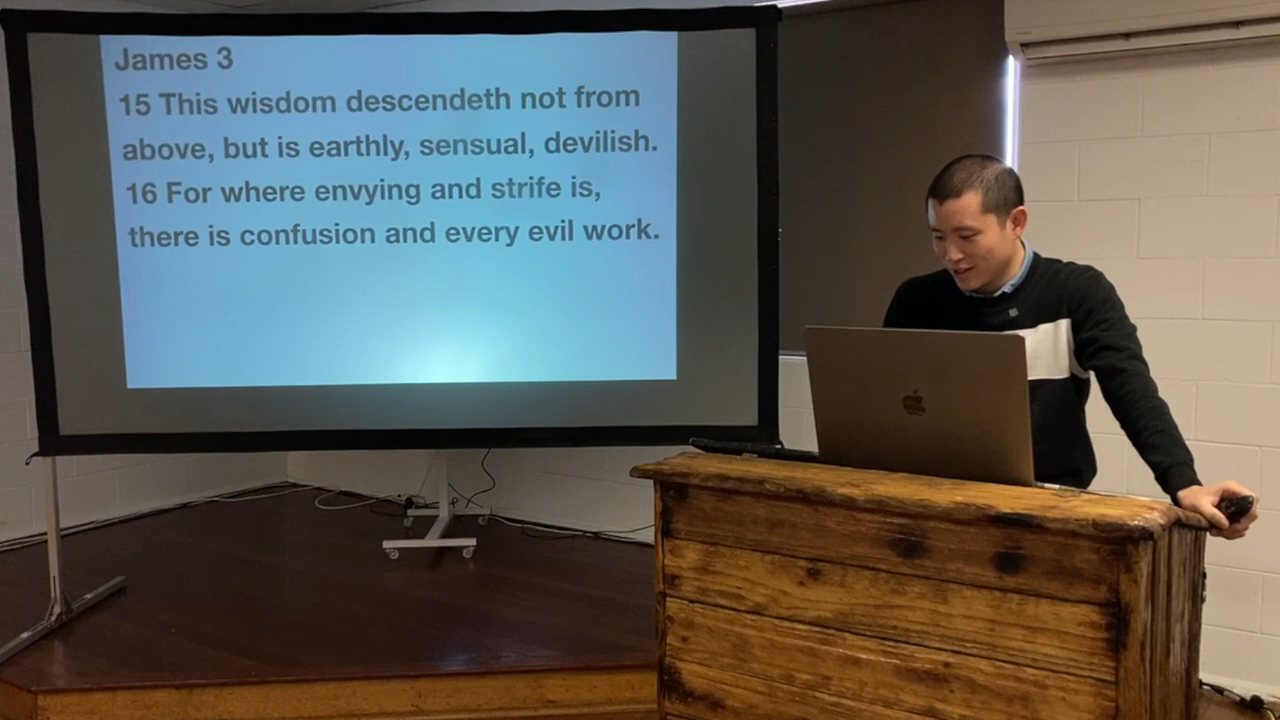 James 3
15 This wisdom descendeth not from
above, but is earthly, sensual, devilish.
16 For where envying and strife is,
there is confusion and every evil work.